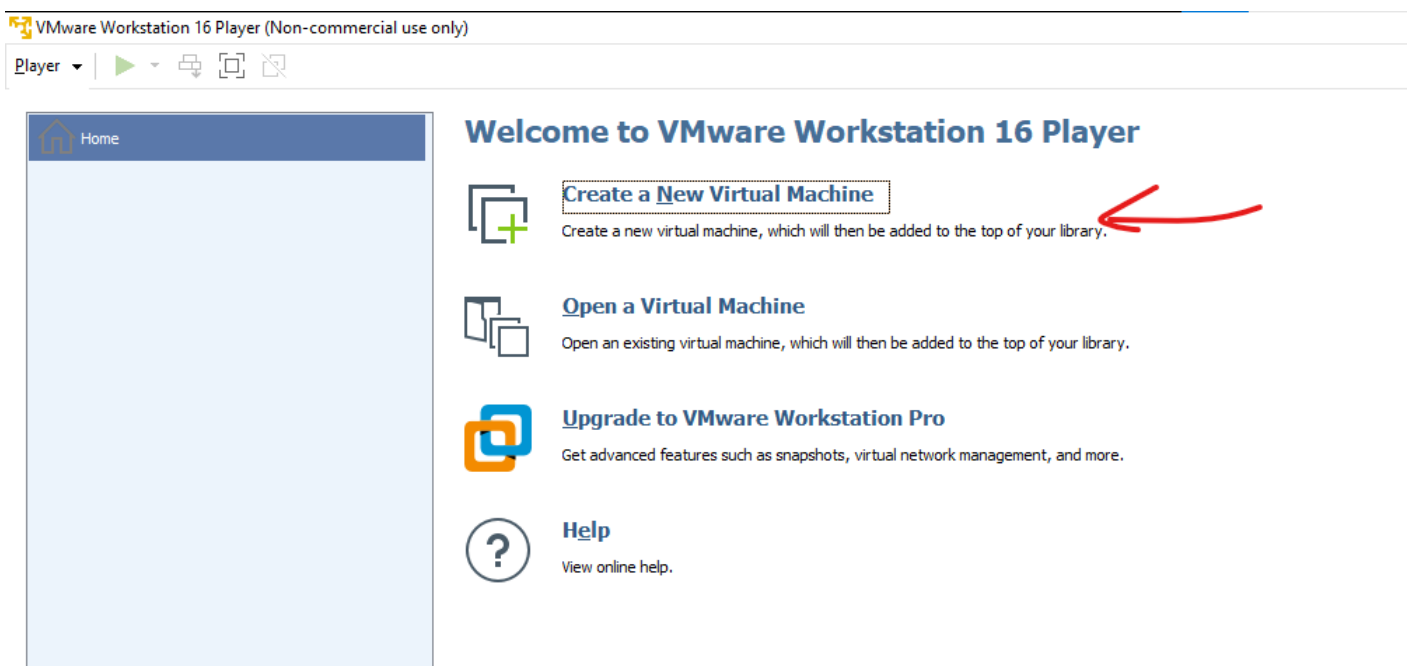 VMware Workstation 16 Player (Non-commercial use only)
Player
Home
Welcome to VMware Workstation 16 Player
Create a New Virtual Machine
Create a new virtual machine, which will then be added to the top of your library.
Open a Virtual Machine
Open an existing virtual machine, which will then be added to the top of your library.
Upgrade to VMware Workstation Pro
Get advanced features such as snapshots, virtual network management, and more.
?
Help
View online help.